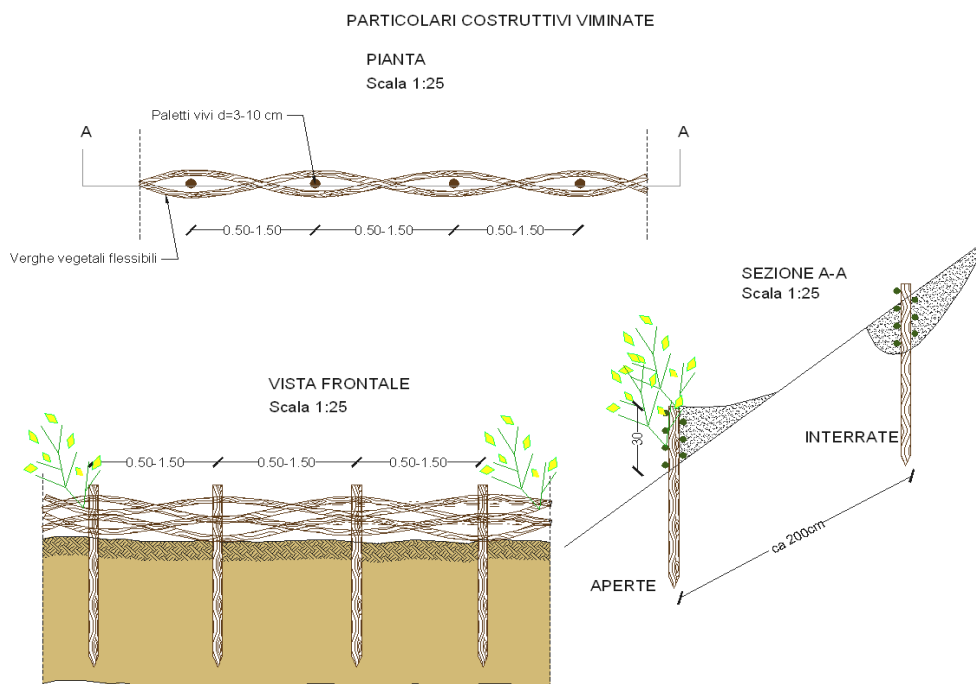 PARTICOLARI COSTRUTTIVI VIMINATE
PIANTA
Scala 1:25
Paletti vivi d=3-10 cm
A
A
0.50-1.50
0.50-1.50
0.50-1.50
Verghe vegetali flessibili
SEZIONE A-A
Scala 1:25
VISTA FRONTALE
Scala 1:25
0.50-1.50
0.50-1.50
0.50-1.50
30
INTERRATE
ca 200cm
APERTE